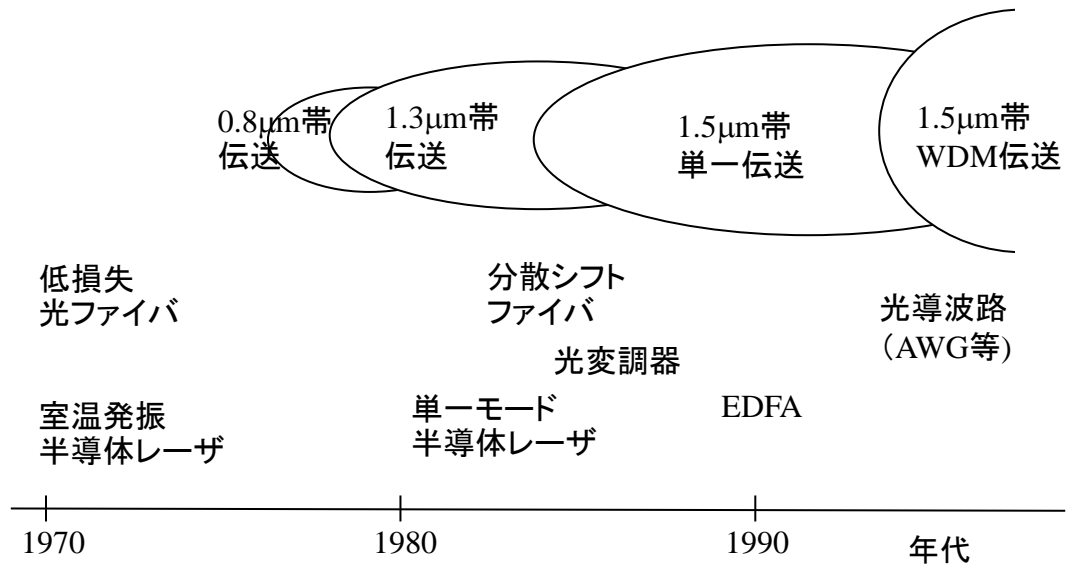 0.8μm帯
伝送
1.3μm帯
伝送
1.5μm帯
単一伝送
1.5μm帯
WDM伝送
低損失
光ファイバ
分散シフト
ファイバ
光導波路
（AWG等)
光変調器
室温発振
半導体レーザ
単一モード
半導体レーザ
EDFA
1970
1980
1990
年代